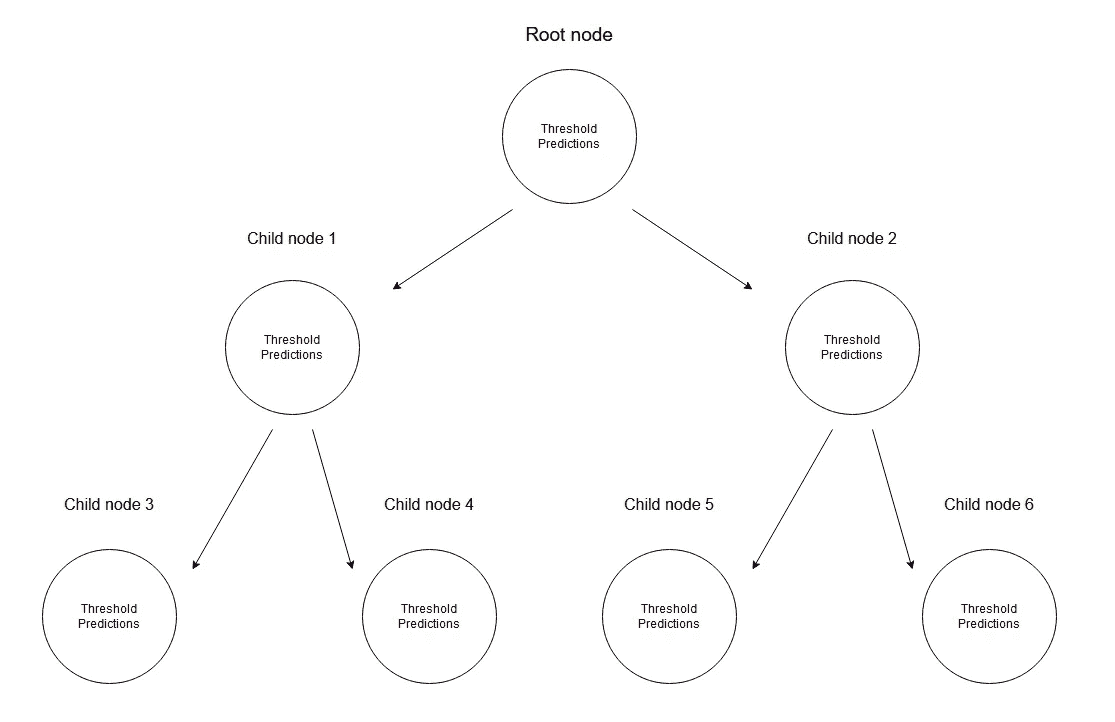 Root node
Threshold
Predictions
Child node 1
Child node 2
Threshold
Predictions
Threshold
Predictions
Child node 3
Child node 4
Child node 5
Child node 6
Threshold
Predictions
Threshold
Predictions
Threshold
Predictions
Threshold
Predictions